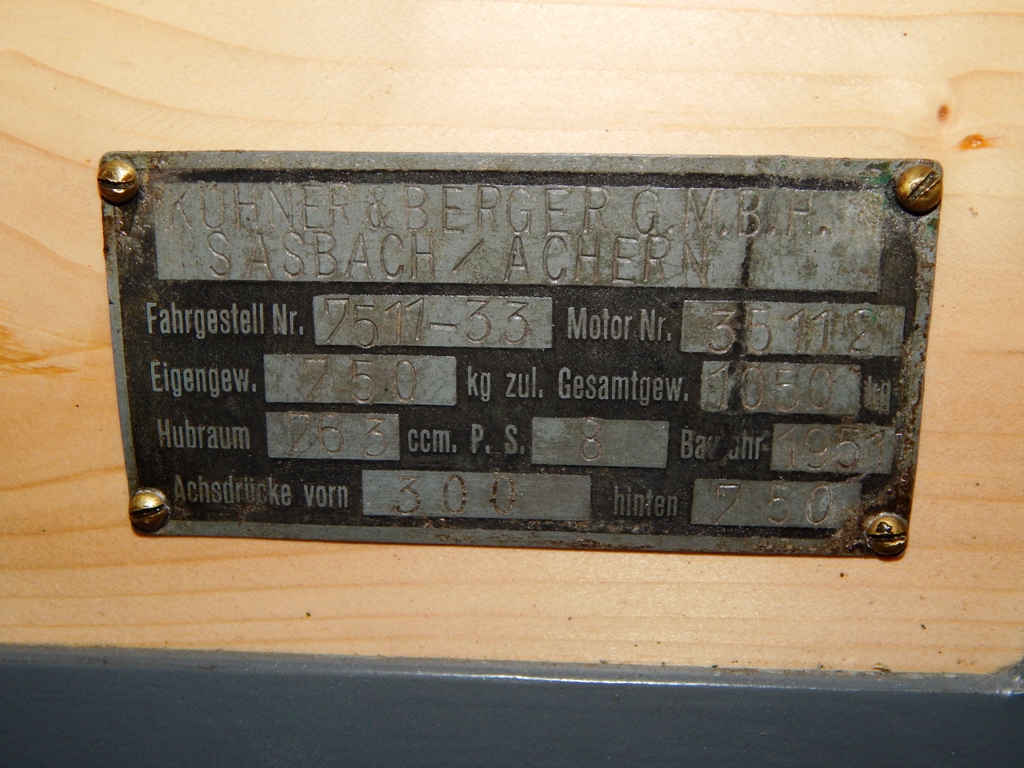 KÜHNER & BERGER G.M.B.H.
SASBACH / ACHERN
Fahrgestell Nr. 7511-33 Motor Nr. 35112
Eigengew. 750 kg zul. Gesamtgew. 1050 kg
Hubraum 763 ccm. P. S. 8 Baujahr 1951
Achsdrücke vorn 300 hinten 750